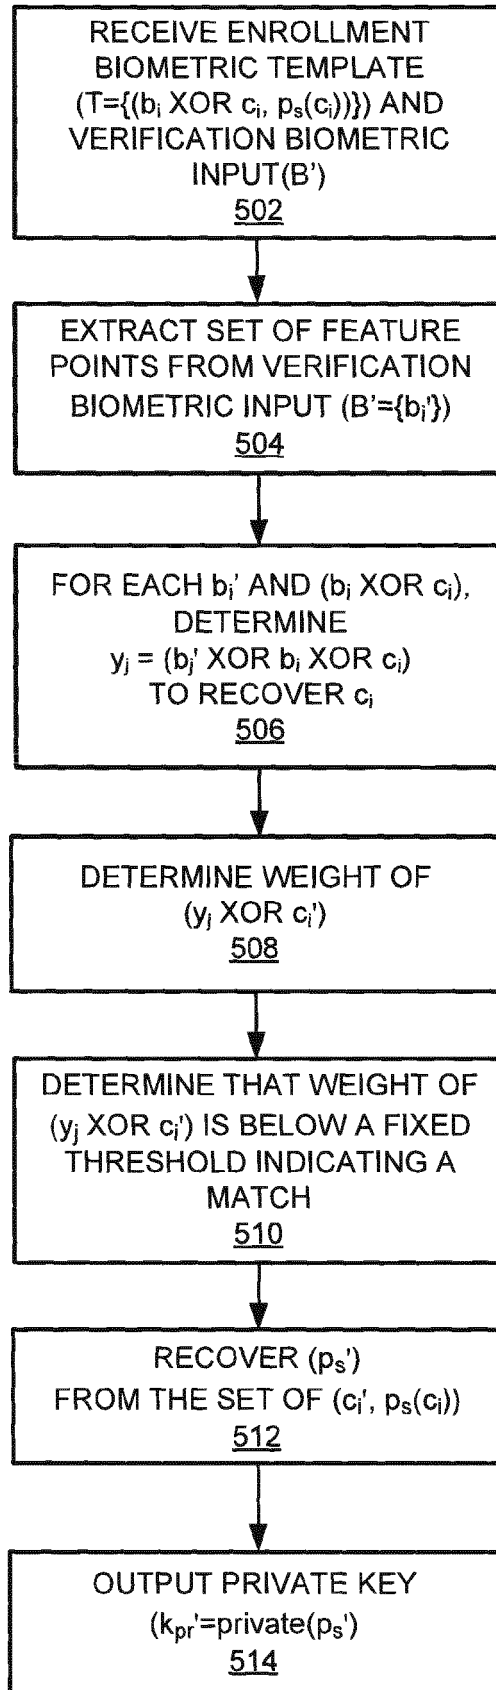 RECEIVE ENROLLMENT
BIOMETRIC TEMPLATE
(T={(bᵢ XOR cᵢ, pₛ(cᵢ))}) AND
VERIFICATION BIOMETRIC
INPUT(B')
502
EXTRACT SET OF FEATURE
POINTS FROM VERIFICATION
BIOMETRIC INPUT (B'={bᵢ'})
504
FOR EACH bᵢ' AND (bᵢ XOR cᵢ),
DETERMINE
yⱼ = (bⱼ' XOR bᵢ XOR cᵢ)
TO RECOVER cᵢ
506
DETERMINE WEIGHT OF
(yⱼ XOR cᵢ')
508
DETERMINE THAT WEIGHT OF
(yⱼ XOR cᵢ') IS BELOW A FIXED
THRESHOLD INDICATING A
MATCH
510
RECOVER (pₛ')
FROM THE SET OF (cᵢ', pₛ(cᵢ))
512
OUTPUT PRIVATE KEY
(kₚᵣ'=private(pₛ')
514